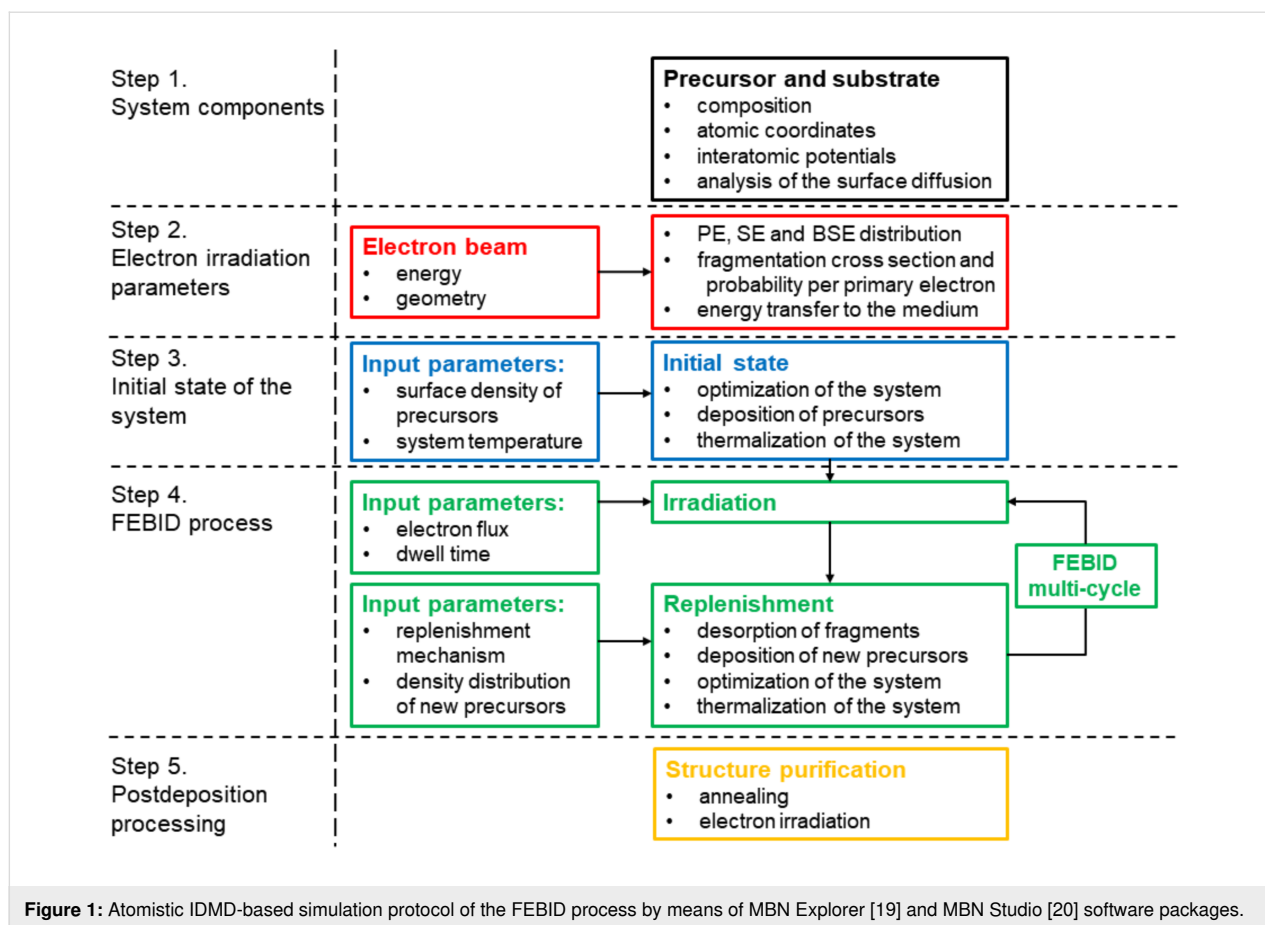 Step 1.
System components
Precursor and substrate
• composition
• atomic coordinates
• interatomic potentials
• analysis of the surface diffusion
Step 2.
Electron irradiation
parameters
Electron beam
• energy
• geometry
• PE, SE and BSE distribution
• fragmentation cross section and
probability per primary electron
• energy transfer to the medium
Step 3.
Initial state of the
system
Input parameters:
• surface density of
precursors
• system temperature
Initial state
• optimization of the system
• deposition of precursors
• thermalization of the system
Step 4.
FEBID process
Input parameters:
• electron flux
• dwell time
Irradiation
FEBID
multi-cycle
Input parameters:
• replenishment
mechanism
• density distribution
of new precursors
Replenishment
• desorption of fragments
• deposition of new precursors
• optimization of the system
• thermalization of the system
Step 5.
Postdeposition
processing
Structure purification
• annealing
• electron irradiation
Figure 1: Atomistic IDMD-based simulation protocol of the FEBID process by means of MBN Explorer [19] and MBN Studio [20] software packages.